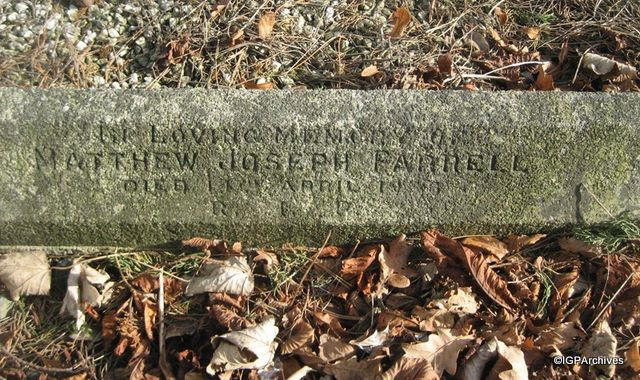 IN LOVING MEMORY OF
MATTHEW JOSEPH FARRELL
DIED APRIL
R. I. P.
©IGPArchives